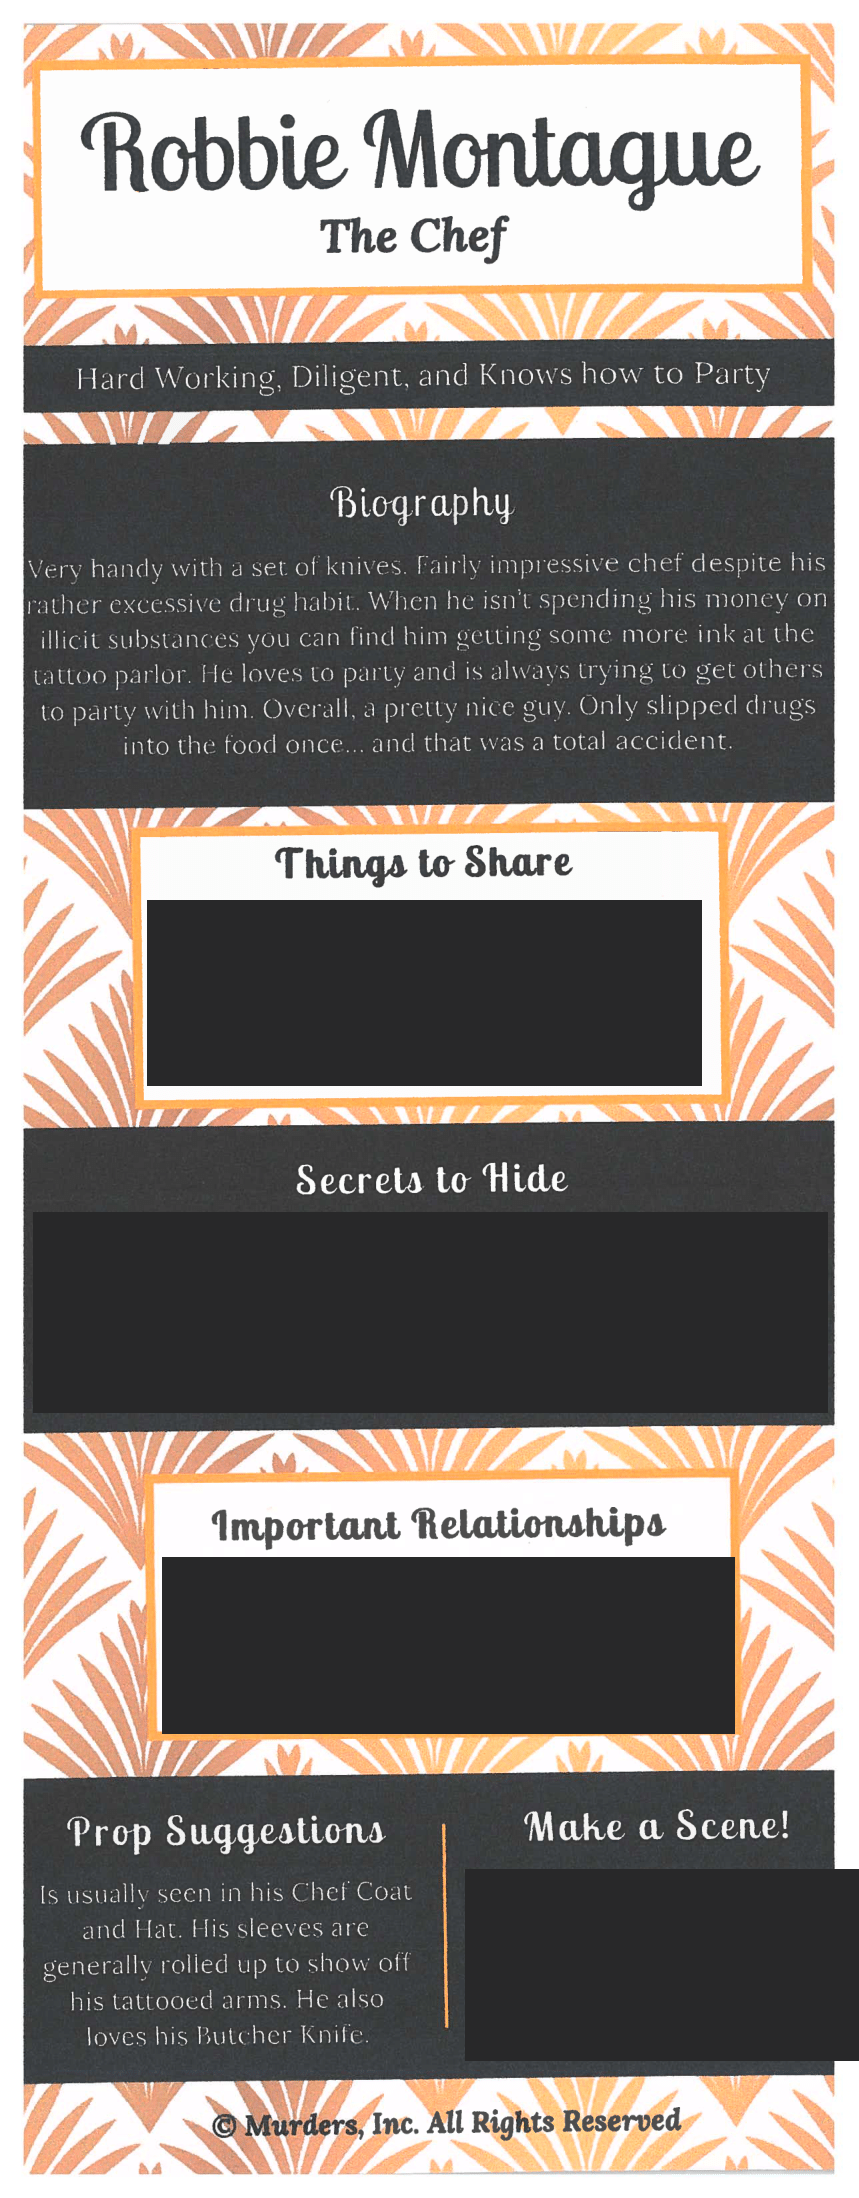 Robbie Montague
The Chef
Hard Working, Diligent, and Knows how to Party
Biography
Very handy with a set of knives. Fairly impressive chef despite his
rather excessive drug habit. When he isn't spending his money on
illicit substances you can find him getting some more ink at the
tattoo parlor. He loves to party and is always trying to get others
to party with him. Overall, a pretty nice guy. Only slipped drugs
into the food once... and that was a total accident.
Things to Share
Secrets to Hide
Important Relationships
Prop Suggestions
Is usually seen in his Chef Coat
and Hat. His sleeves are
generally rolled up to show off
his tattooed arms. He also
loves his Butcher Knife.
Make a Scene!
© Murders, Inc. All Rights Reserved